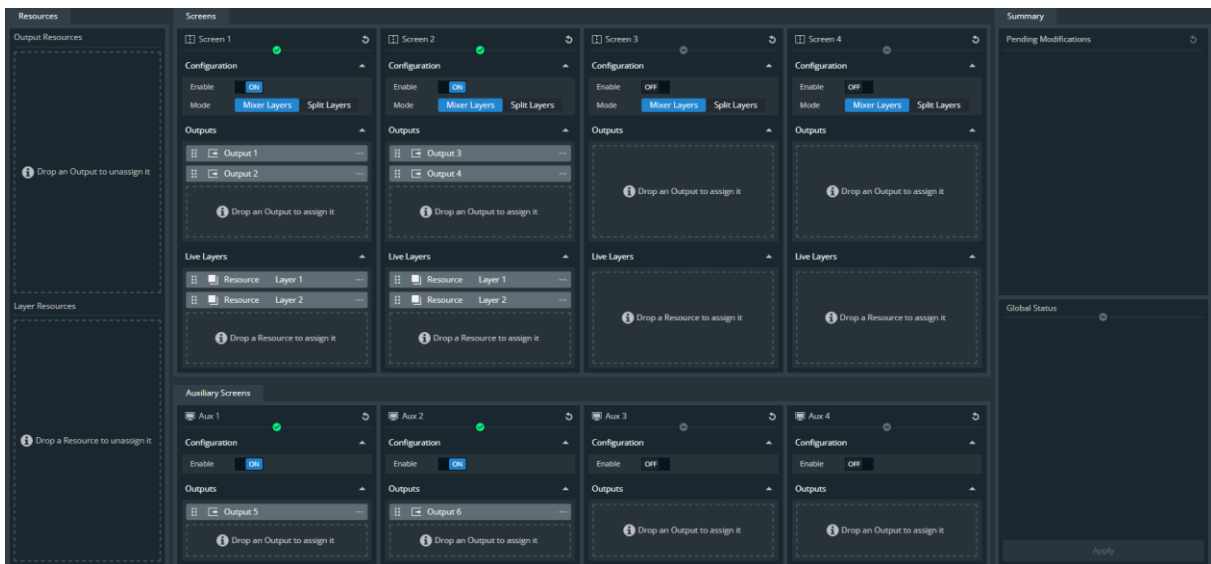 Resources
Output Resources
Drop an Output to unassign it
Layer Resources
Drop a Resource to unassign it
Screens
Screen 1
Configuration
Enable ON
Mode Mixer Layers Split Layers
Outputs
Output 1
Output 2
Drop an Output to assign it
Live Layers
Resource Layer 1
Resource Layer 2
Drop a Resource to assign it
Screen 2
Configuration
Enable ON
Mode Mixer Layers Split Layers
Outputs
Output 3
Output 4
Drop an Output to assign it
Live Layers
Resource Layer 1
Resource Layer 2
Drop a Resource to assign it
Screen 3
Configuration
Enable OFF
Mode Mixer Layers Split Layers
Outputs
Drop an Output to assign it
Live Layers
Drop a Resource to assign it
Screen 4
Configuration
Enable OFF
Mode Mixer Layers Split Layers
Outputs
Drop an Output to assign it
Live Layers
Drop a Resource to assign it
Auxiliary Screens
Aux 1
Configuration
Enable ON
Outputs
Output 5
Drop an Output to assign it
Aux 2
Configuration
Enable ON
Outputs
Output 6
Drop an Output to assign it
Aux 3
Configuration
Enable OFF
Outputs
Drop an Output to assign it
Aux 4
Configuration
Enable OFF
Outputs
Drop an Output to assign it
Summary
Pending Modifications
Global Status
Apply